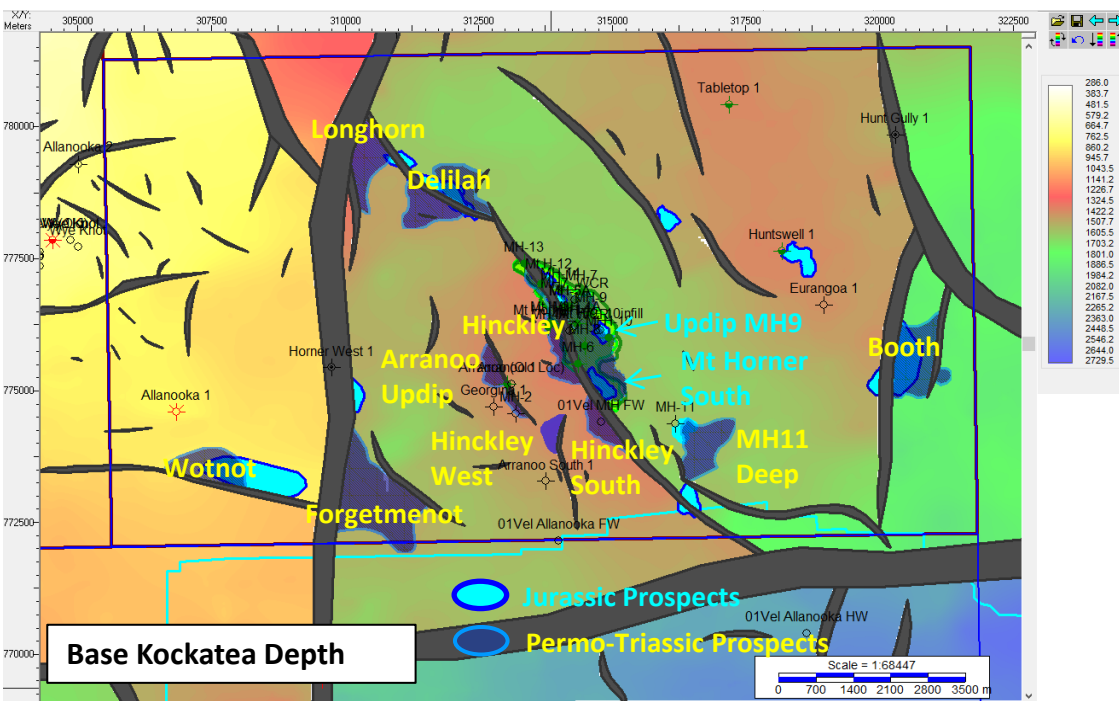 X/Y:
Meters
305000
307500
310000
312500
315000
317500
320000
322500
780000
777500
775000
772500
770000
Tabletop 1
Hunt Gully 1
Longhorn
Allanooka 2
Delilah
Wye Knot
Huntswell 1
MH-13
Eurangoa 1
Hinckley
Updip MH9
MH-6
Horner West 1
Arranoo
Updip
Mt Horner
South
Booth
Georgina 1
MH-2
Allanooka 1
01Vel MH FW
MH-11
Hinckley
West
Hinckley
South
MH11
Deep
Wotnot
Arranoo South 1
Forgetmenot
01Vel Allanooka FW
Jurassic Prospects
01Vel Allanooka HW
Permo-Triassic Prospects
Base Kockatea Depth
Scale = 1:68447
0 700 1400 2100 2800 3500 m
286.0
383.7
481.5
579.2
664.7
762.5
860.2
945.7
1043.5
1141.2
1226.7
1324.5
1422.2
1507.7
1605.5
1703.2
1801.0
1886.5
1984.2
2082.0
2167.5
2265.2
2363.0
2448.5
2546.2
2644.0
2729.5